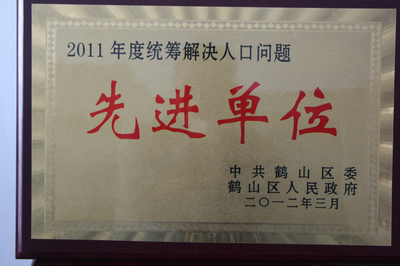 2011年度统筹解决人口问题
先进单位
中共鹤山区委
鹤山区人民政府
二〇一二年三月